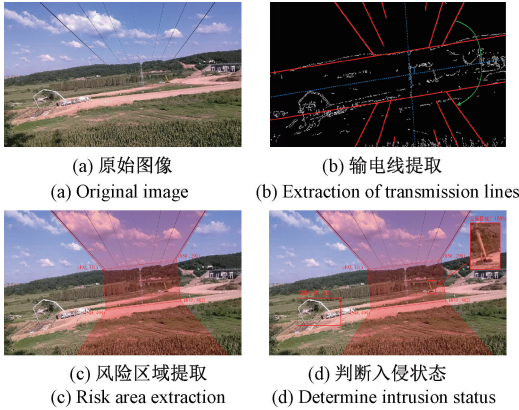 (a) 原始图像
(a) Original image
(b) 输电线提取
(b) Extraction of transmission lines
(c) 风险区域提取
(c) Risk area extraction
(d) 判断入侵状态
(d) Determine intrusion status